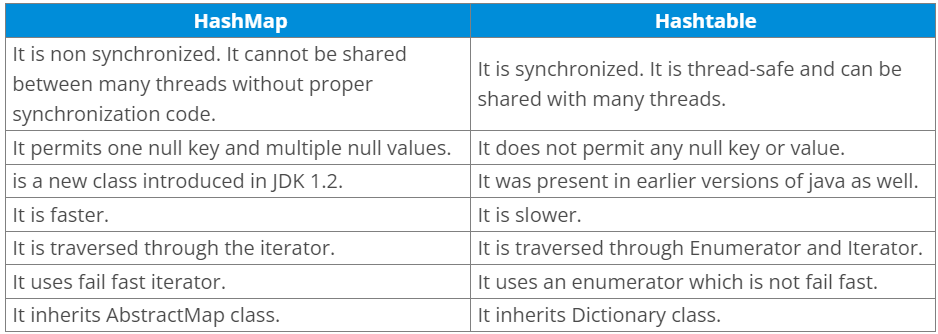 HashMap
Hashtable
It is non synchronized. It cannot be shared
between many threads without proper
synchronization code.
It is synchronized. It is thread-safe and can be
shared with many threads.
It permits one null key and multiple null values.
It does not permit any null key or value.
is a new class introduced in JDK 1.2.
It was present in earlier versions of java as well.
It is faster.
It is slower.
It is traversed through the iterator.
It is traversed through Enumerator and Iterator.
It uses fail fast iterator.
It uses an enumerator which is not fail fast.
It inherits AbstractMap class.
It inherits Dictionary class.